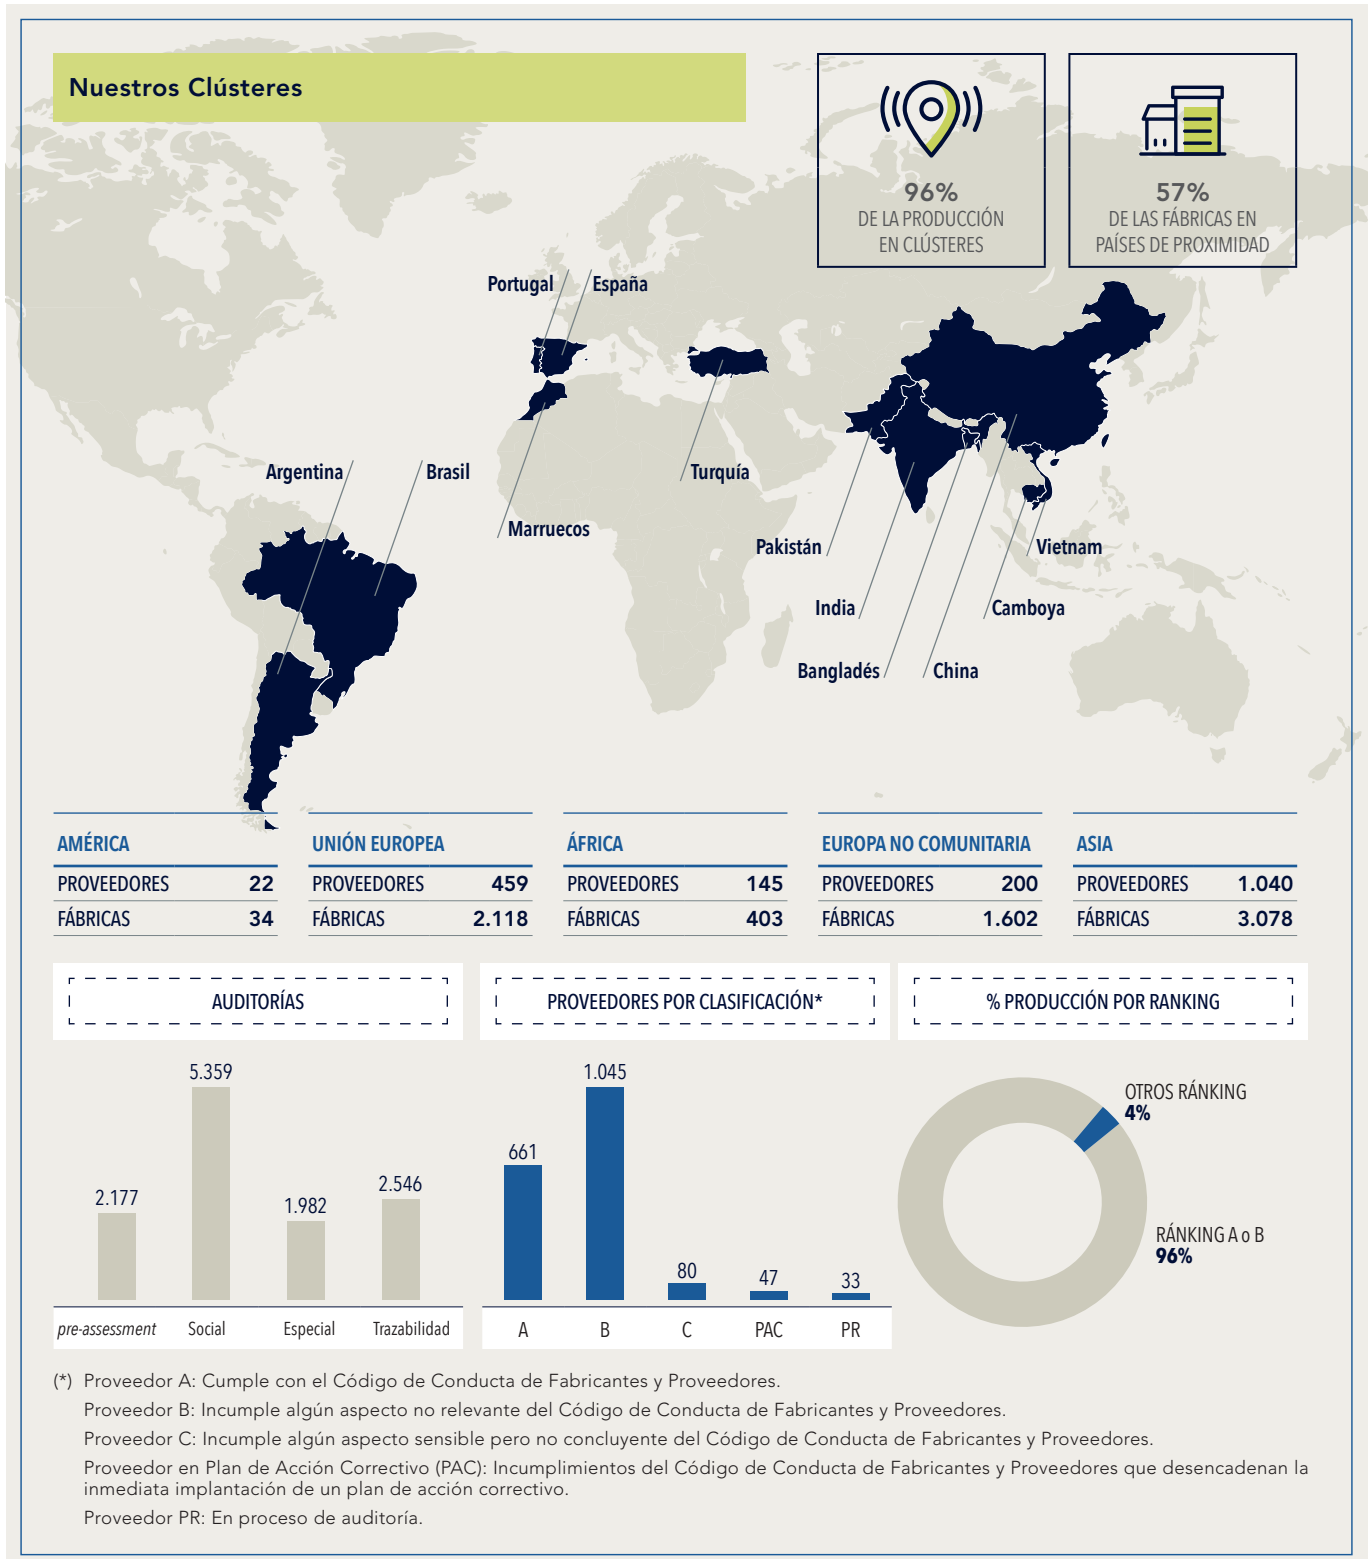 Nuestros Clústeres
96%
DE LA PRODUCCIÓN
EN CLÚSTERES
57%
DE LAS FÁBRICAS EN
PAÍSES DE PROXIMIDAD
Portugal
España
Argentina
Brasil
Turquía
Marruecos
Pakistán
Vietnam
India
Camboya
Bangladés
China
AMÉRICA
PROVEEDORES 22
FÁBRICAS 34
UNIÓN EUROPEA
PROVEEDORES 459
FÁBRICAS 2.118
ÁFRICA
PROVEEDORES 145
FÁBRICAS 403
EUROPA NO COMUNITARIA
PROVEEDORES 200
FÁBRICAS 1.602
ASIA
PROVEEDORES 1.040
FÁBRICAS 3.078
AUDITORÍAS
2.177
5.359
1.982
2.546
pre-assessment Social Especial Trazabilidad
PROVEEDORES POR CLASIFICACIÓN*
661
1.045
80
47
33
A B C PAC PR
% PRODUCCIÓN POR RANKING
OTROS RÁNKING
4%
RÁNKING A o B
96%
(*) Proveedor A: Cumple con el Código de Conducta de Fabricantes y Proveedores.
Proveedor B: Incumple algún aspecto no relevante del Código de Conducta de Fabricantes y Proveedores.
Proveedor C: Incumple algún aspecto sensible pero no concluyente del Código de Conducta de Fabricantes y Proveedores.
Proveedor en Plan de Acción Correctivo (PAC): Incumplimientos del Código de Conducta de Fabricantes y Proveedores que desencadenan la
inmediata implantación de un plan de acción correctivo.
Proveedor PR: En proceso de auditoría.